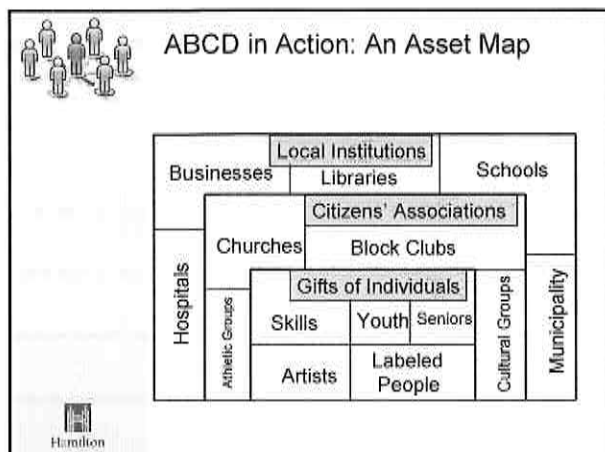 ABCD in Action: An Asset Map
Local Institutions
Businesses
Libraries
Schools
Citizens' Associations
Churches
Block Clubs
Gifts of Individuals
Hospitals
Athletic Groups
Skills
Youth
Seniors
Cultural Groups
Municipality
Artists
Labeled
People
Hamilton